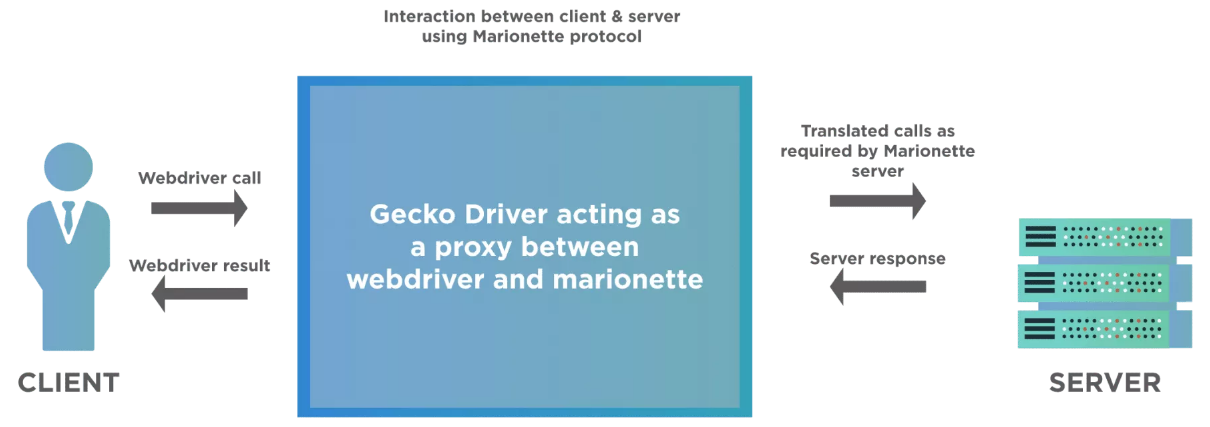 Interaction between client & server
using Marionette protocol
Translated calls as
required by Marionette
server
Webdriver call
Gecko Driver acting as
a proxy between
webdriver and marionette
Webdriver result
Server response
CLIENT
SERVER